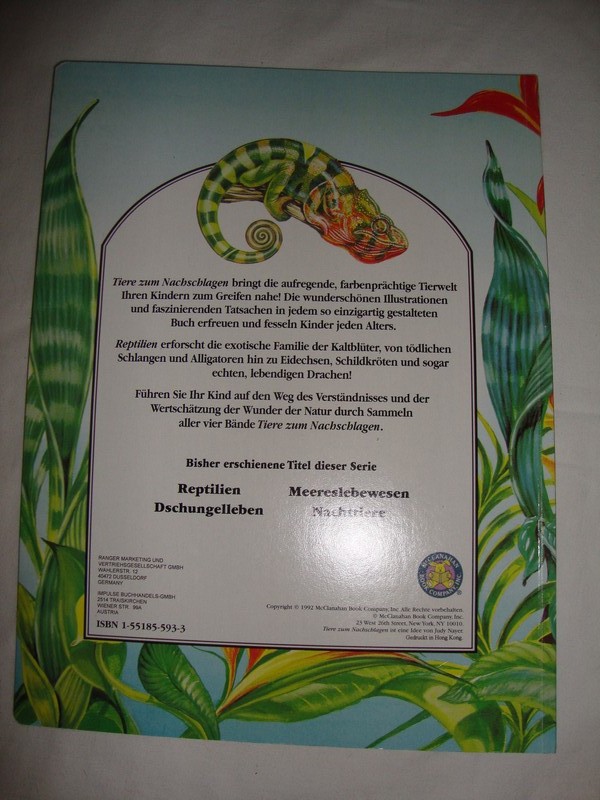 Tiere zum Nachschlagen bringt die aufregende, farbenprächtige Tierwelt
Ihren Kindern zum Greifen nahe! Die wunderschönen Illustrationen
und faszinierenden Tatsachen in jedem so einzigartig gestalteten
Buch erfreuen und fesseln Kinder jeden Alters.
Reptilien erforscht die exotische Familie der Kaltblüter, von tödlichen
Schlangen und Alligatoren hin zu Eidechsen, Schildkröten und sogar
echten, lebendigen Drachen!
Führen Sie Ihr Kind auf den Weg des Verständnisses und der
Wertschätzung der Wunder der Natur durch Sammeln
aller vier Bände Tiere zum Nachschlagen.
Bisher erschienene Titel dieser Serie
Reptilien Meereslebewesen
Dschungelleben Nachttiere
RANGER MARKETING UND
VERTRIEBSGESELLSCHAFT GMBH
WAHLERSTR. 12
40472 DUSSELDORF
GERMANY
IMPULSE BUCHHANDELS-GMBH
2514 TRAISKIRCHEN
WIENER STR. 99A
AUSTRIA
ISBN 1-55185-593-3
McCLANAHAN
BOOK COMPANY, INC.
Copyright © 1992 McClanahan Book Company, Inc. Alle Rechte vorbehalten.
© McClanahan Book Company, Inc.
23 West 26th Street, New York, NY 10010.
Tiere zum Nachschlagen ist eine Idee von Judy Nayer.
Gedruckt in Hong Kong.